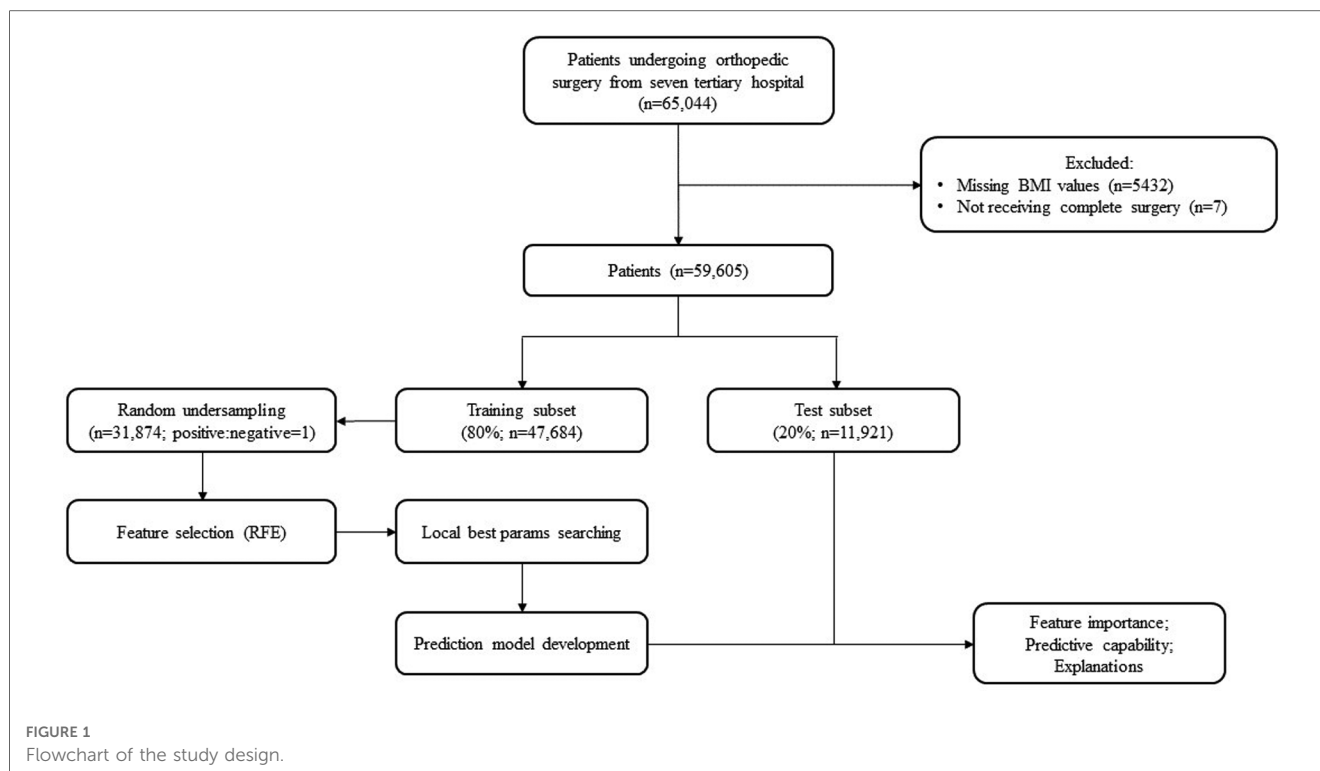 Patients undergoing orthopedic
surgery from seven tertiary hospital
(n=65,044)
Excluded:
• Missing BMI values (n=5432)
• Not receiving complete surgery (n=7)
Patients (n=59,605)
Random undersampling
(n=31,874; positive:negative=1)
Training subset
(80%; n=47,684)
Test subset
(20%; n=11,921)
Feature selection (RFE)
Local best params searching
Prediction model development
Feature importance;
Predictive capability;
Explanations
FIGURE 1
Flowchart of the study design.